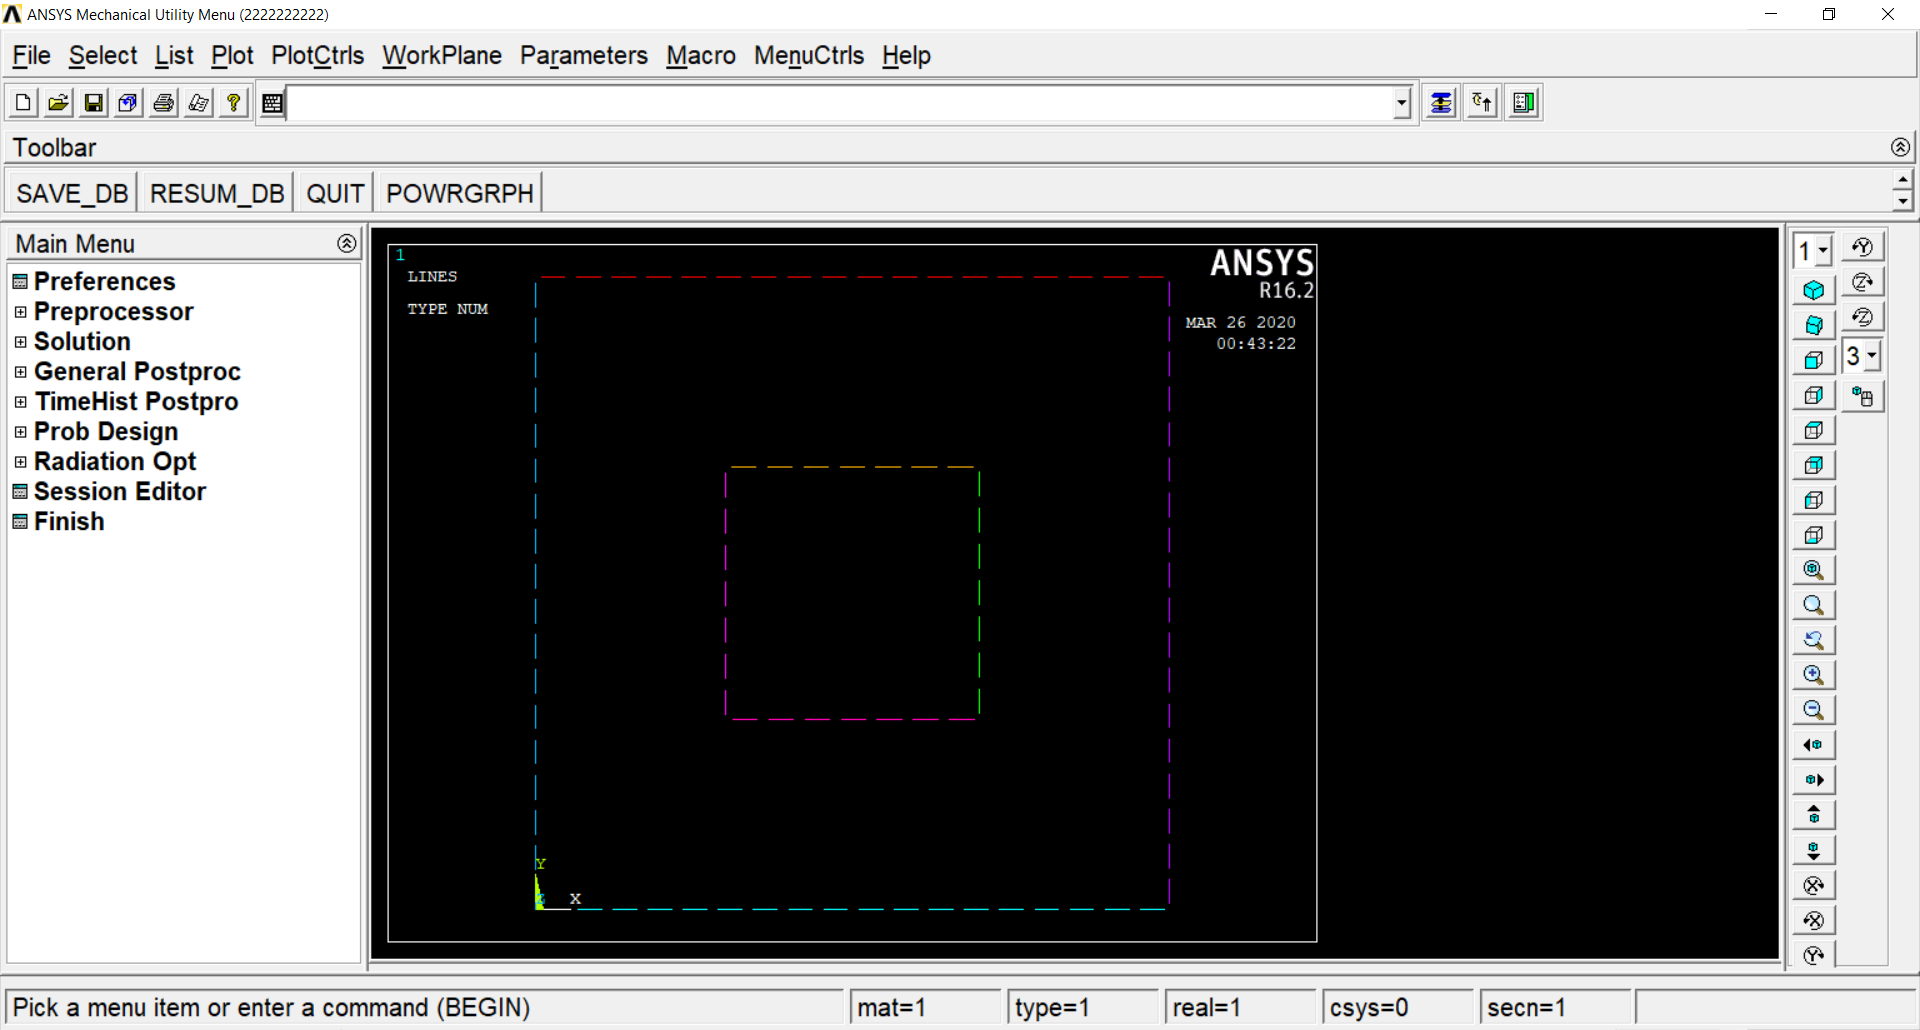 ANSYS Mechanical Utility Menu (2222222222)
File Select List Plot PlotCtrls WorkPlane Parameters Macro MenuCtrls Help
Toolbar
SAVE_DB RESUM_DB QUIT POWRGRPH
Main Menu
Preferences
Preprocessor
Solution
General Postproc
TimeHist Postpro
Prob Design
Radiation Opt
Session Editor
Finish
1
LINES
TYPE NUM
ANSYS
R16.2
MAR 26 2020
00:43:22
Y
X
1
3
Pick a menu item or enter a command (BEGIN) mat=1 type=1 real=1 csys=0 secn=1